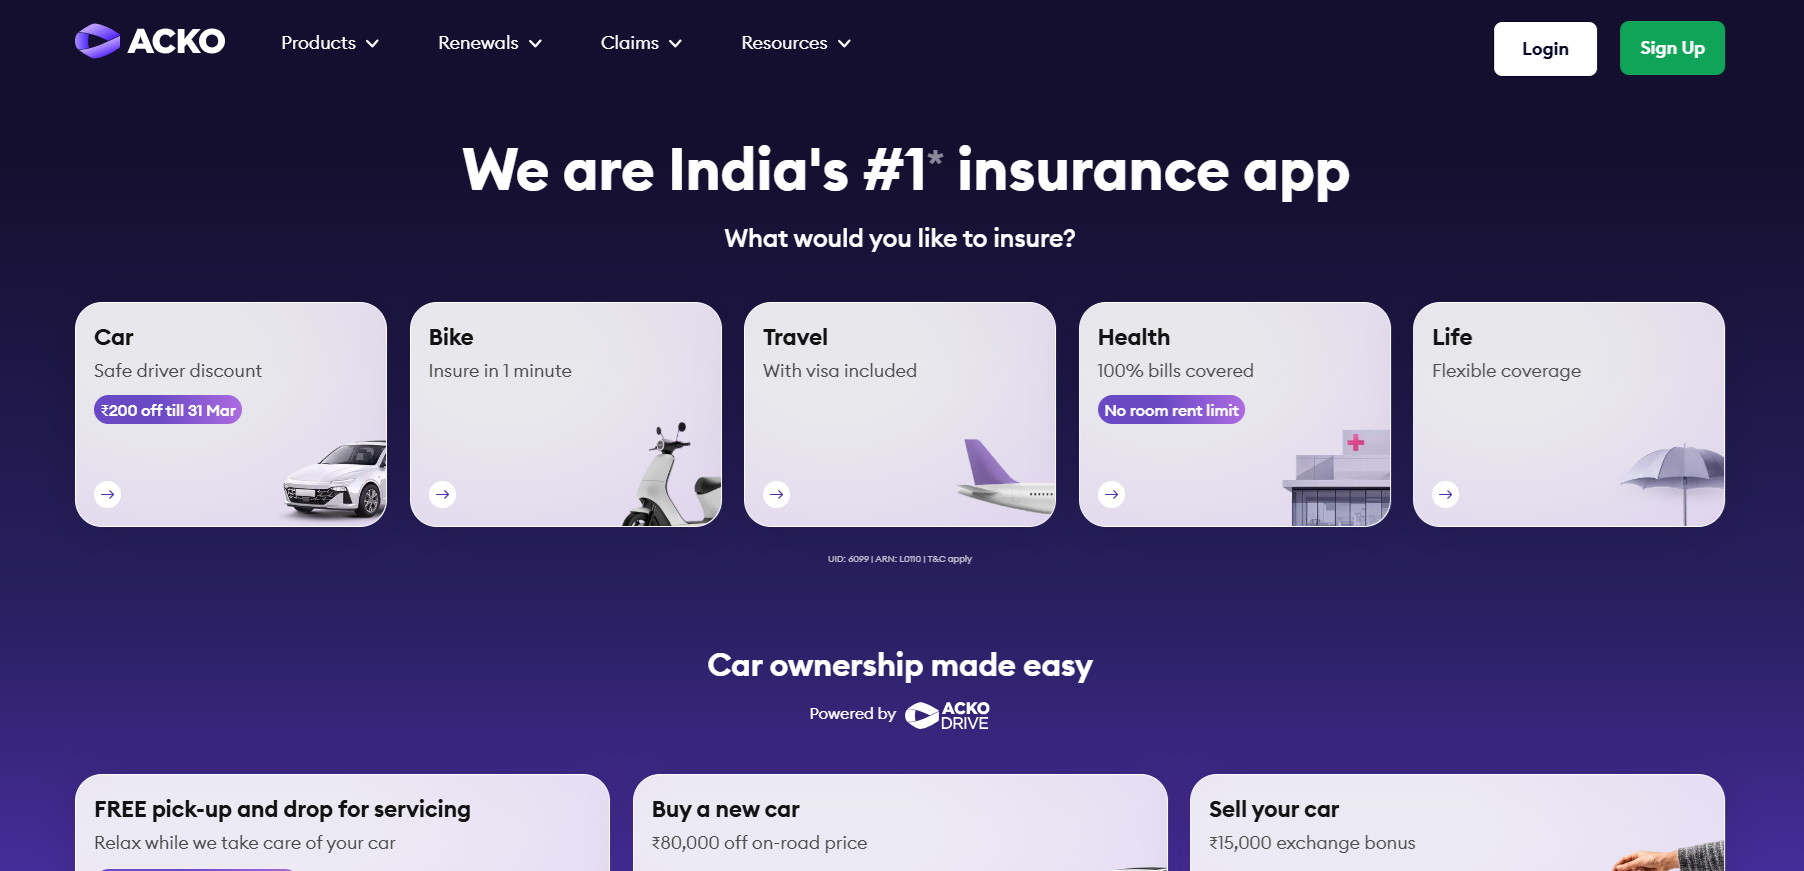 ACKO
Products
Renewals
Claims
Resources
Login
Sign Up
We are India's #1* insurance app
What would you like to insure?
Car
Safe driver discount
₹200 off till 31 Mar
Bike
Insure in 1 minute
Travel
With visa included
Health
100% bills covered
No room rent limit
Life
Flexible coverage
UID: 6099 | ARN: L0110 | T&C apply
Car ownership made easy
Powered by ACKO DRIVE
FREE pick-up and drop for servicing
Relax while we take care of your car
Buy a new car
₹80,000 off on-road price
Sell your car
₹15,000 exchange bonus